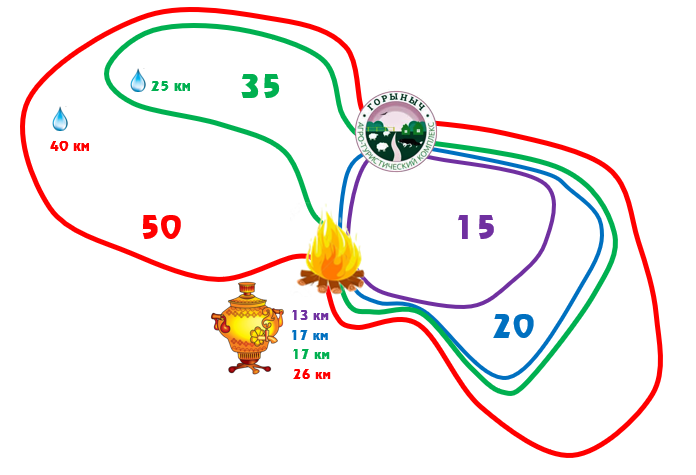 35
25 км
40 км
ГОРЫНЫЧ
АГРО-ТУРИСТИЧЕСКИЙ КОМПЛЕКС
50
15
13 км
17 км
17 км
26 км
20